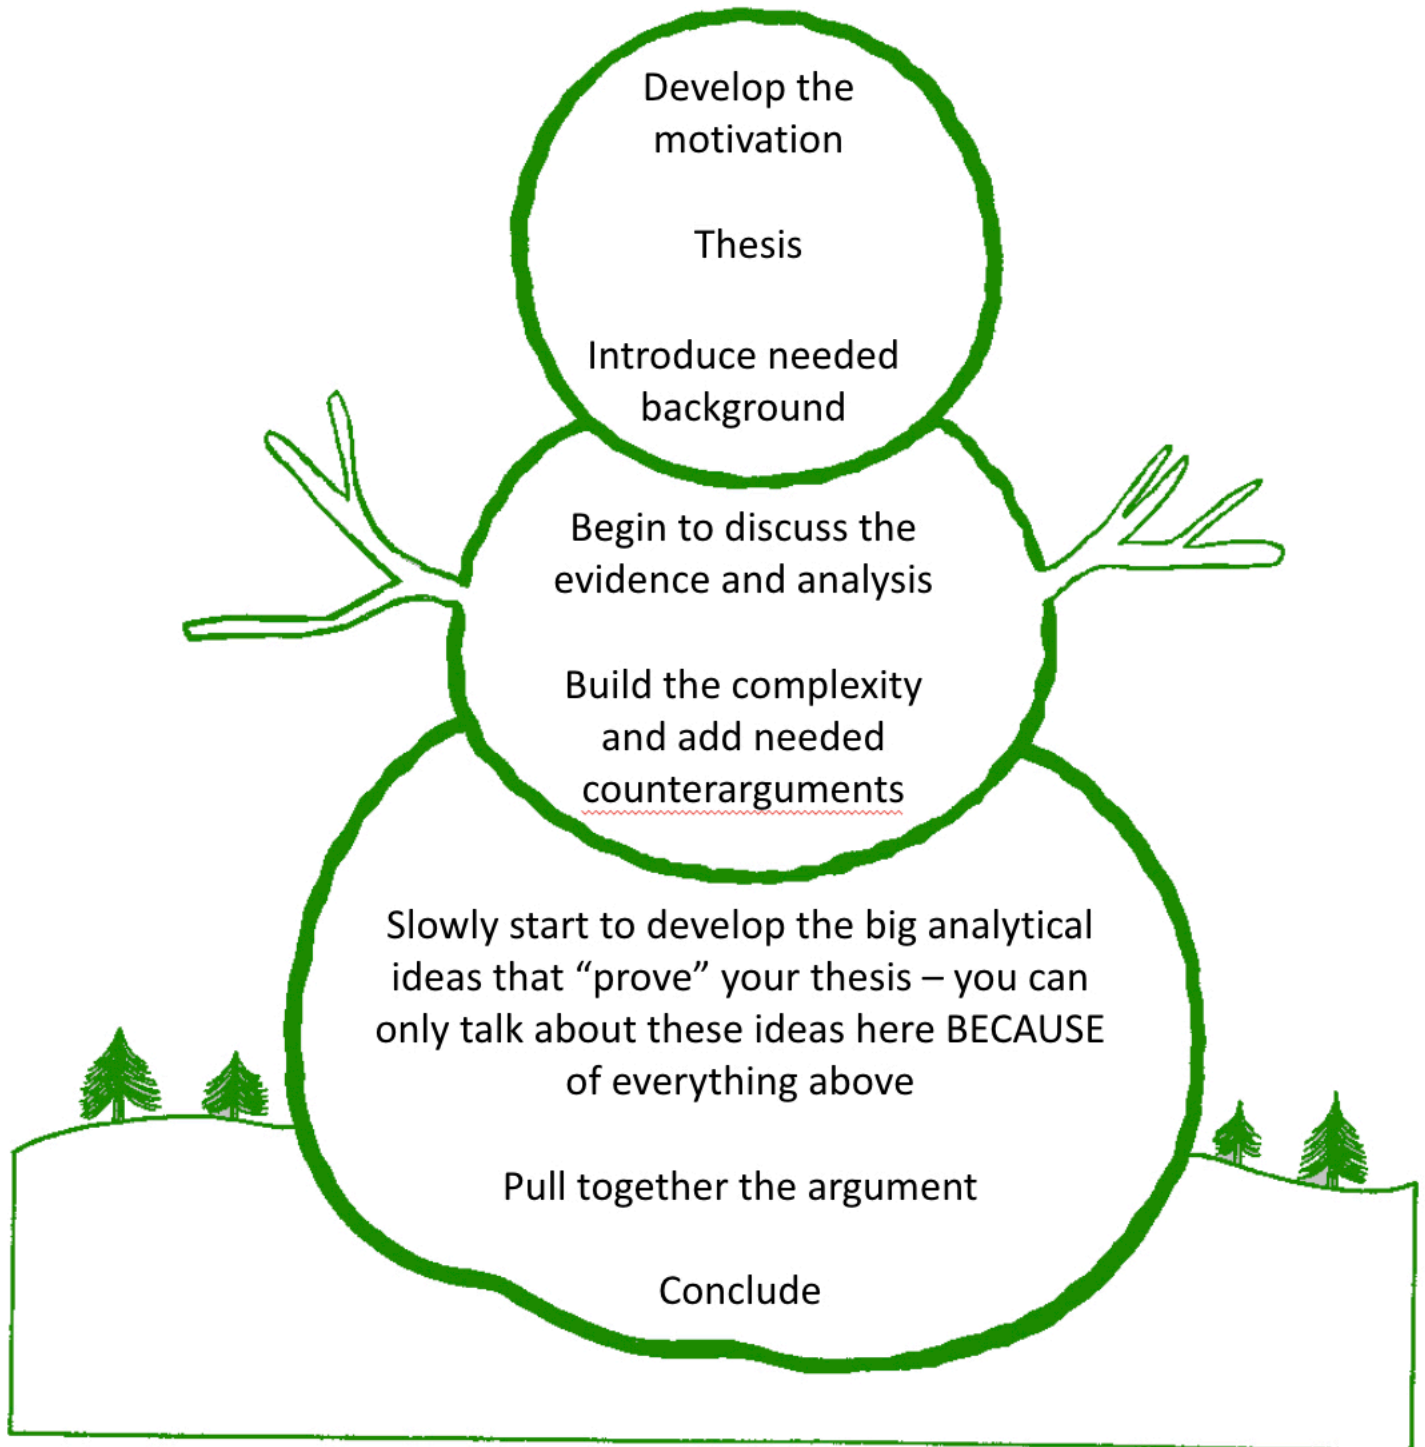 Develop the
motivation
Thesis
Introduce needed
background
Begin to discuss the
evidence and analysis
Build the complexity
and add needed
counterarguments
Slowly start to develop the big analytical
ideas that “prove” your thesis – you can
only talk about these ideas here BECAUSE
of everything above
Pull together the argument
Conclude